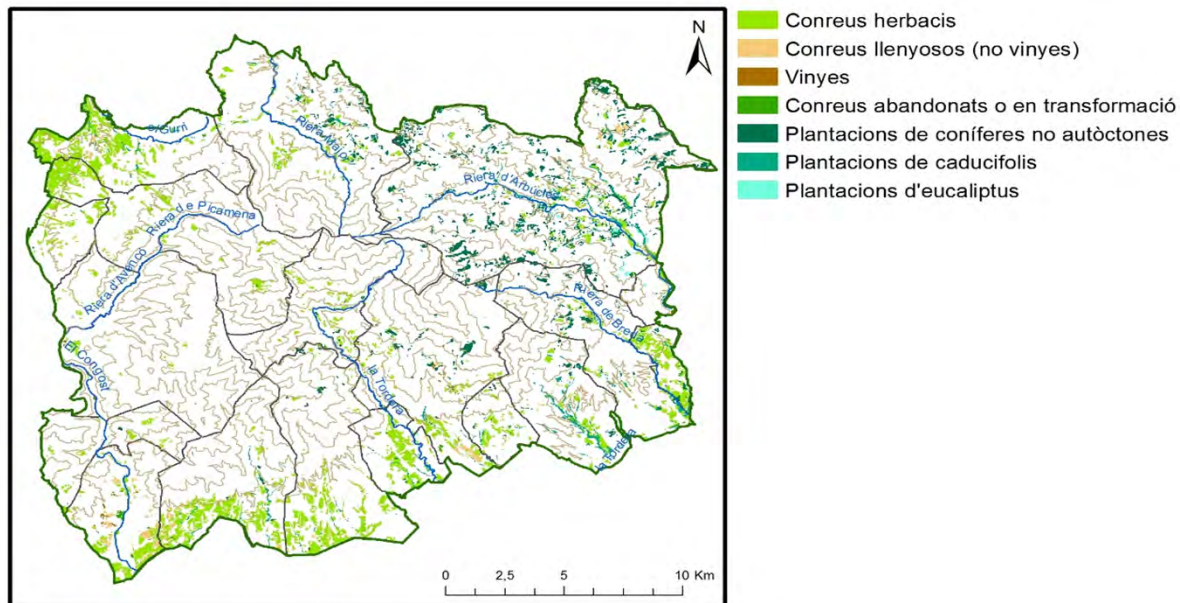 N
el Gurri
Riera Major
Riera d'Arbúcies
Riera de Picamena
Riera d'Avencó
El Congost
Riera de Breda
la Tordera
la Tordera
0 2,5 5 10 Km
Conreus herbacis
Conreus llenyosos (no vinyes)
Vinyes
Conreus abandonats o en transformació
Plantacions de coníferes no autòctones
Plantacions de caducifolis
Plantacions d'eucaliptus